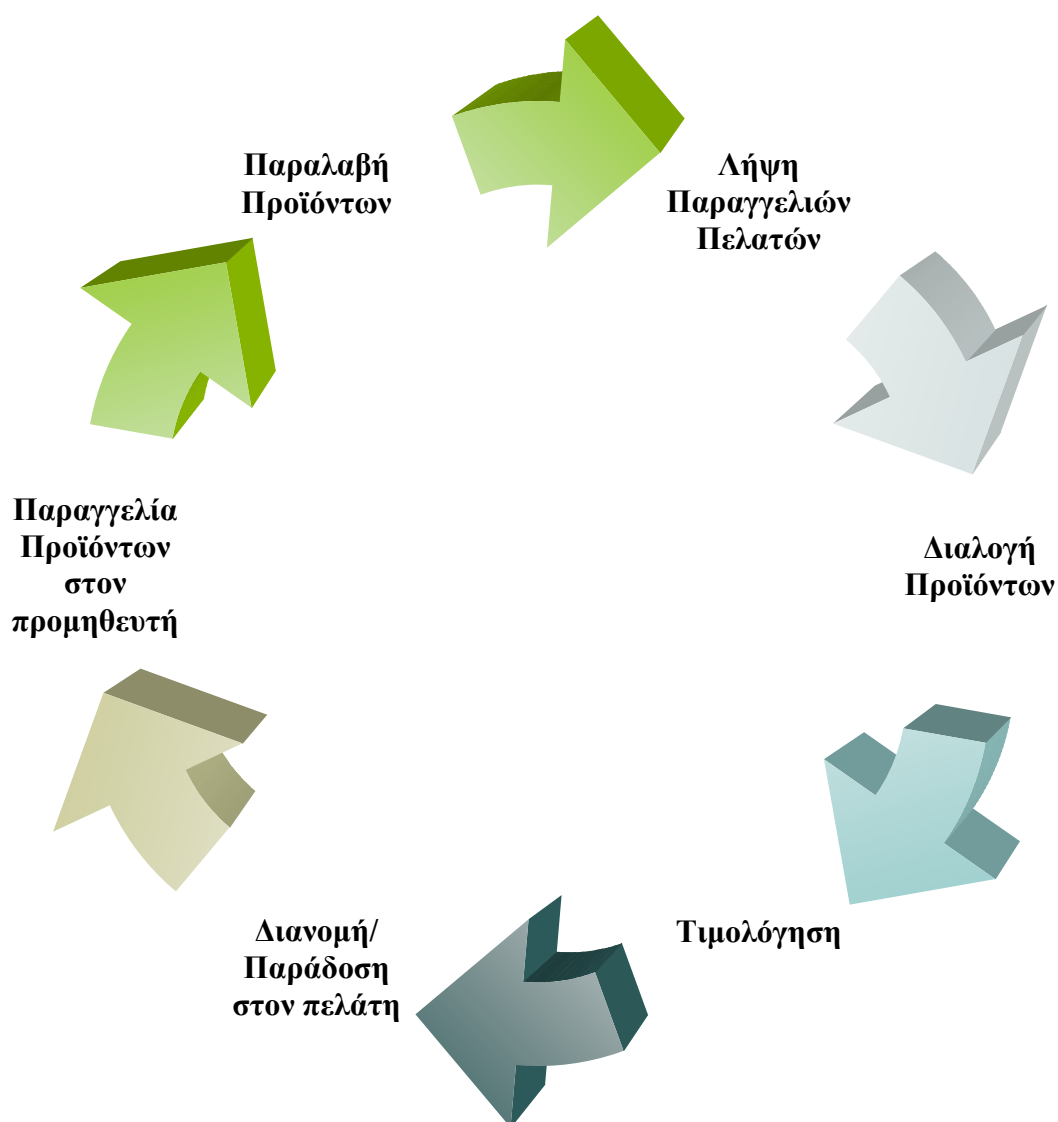 Παραλαβή
Προϊόντων
Λήψη
Παραγγελιών
Πελατών
Διαλογή
Προϊόντων
Τιμολόγηση
Διανομή/
Παράδοση
στον πελάτη
Παραγγελία
Προϊόντων
στον
προμηθευτή